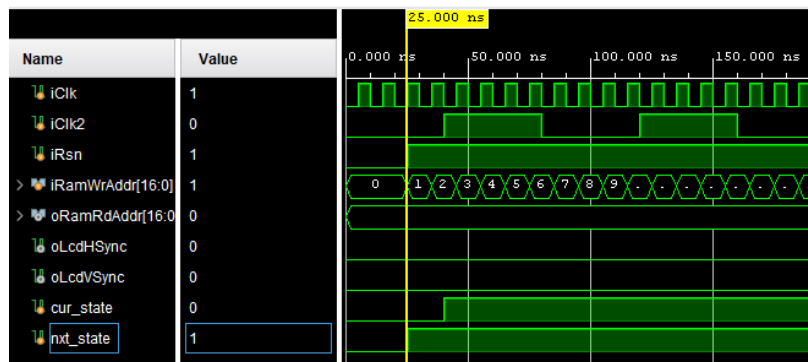 25.000 ns
Name Value
0.000 ns 50.000 ns 100.000 ns 150.000 ns
iClk 1
iClk2 0
iRsn 1
> iRamWrAddr[16:0] 1 0 1 2 3 4 5 6 7 8 9 . . . . . . .
> oRamRdAddr[16:0 0
oLcdHSync 0
oLcdVSync 0
cur_state 0
nxt_state 1